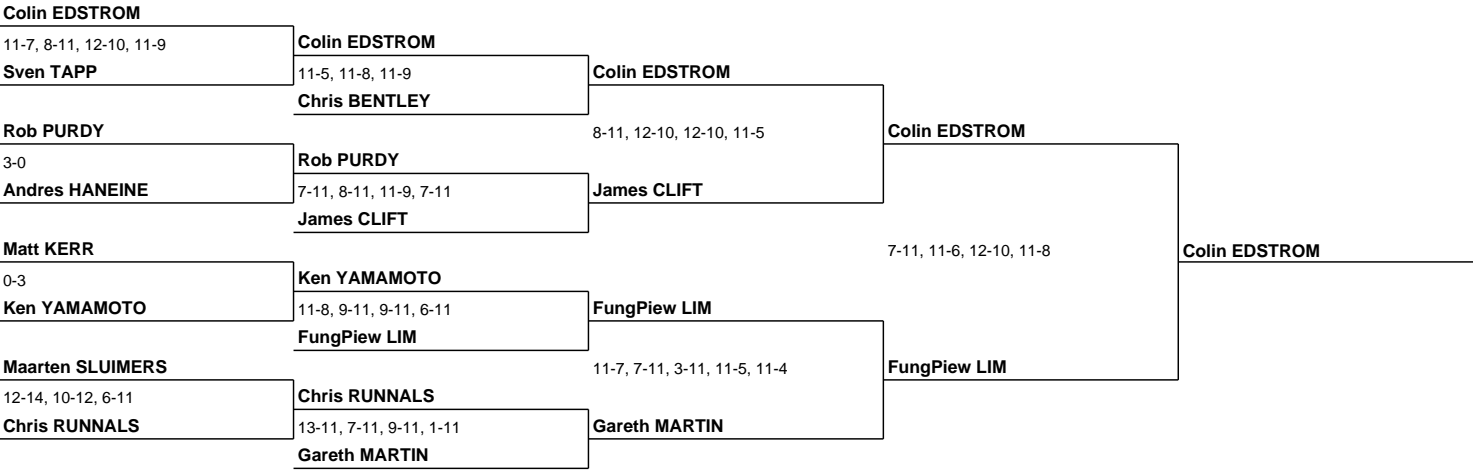 Colin EDSTROM
11-7, 8-11, 12-10, 11-9
Sven TAPP
Rob PURDY
3-0
Andres HANEINE
Matt KERR
0-3
Ken YAMAMOTO
Maarten SLUIMERS
12-14, 10-12, 6-11
Chris RUNNALS
Colin EDSTROM
11-5, 11-8, 11-9
Chris BENTLEY
Rob PURDY
7-11, 8-11, 11-9, 7-11
James CLIFT
Ken YAMAMOTO
11-8, 9-11, 9-11, 6-11
FungPiew LIM
Chris RUNNALS
13-11, 7-11, 9-11, 1-11
Gareth MARTIN
Colin EDSTROM
8-11, 12-10, 12-10, 11-5
James CLIFT
FungPiew LIM
11-7, 7-11, 3-11, 11-5, 11-4
Gareth MARTIN
Colin EDSTROM
7-11, 11-6, 12-10, 11-8
FungPiew LIM
Colin EDSTROM